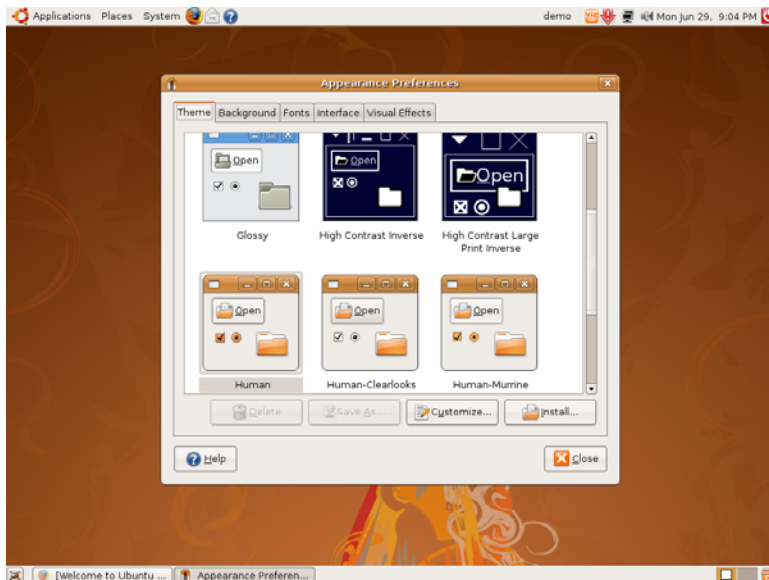 Applications Places System demo Mon Jun 29, 9:04 PM
Appearance Preferences
Theme Background Fonts Interface Visual Effects
Open Open Open
Glossy High Contrast Inverse High Contrast Large
Print Inverse
Open Open Open
Human Human-Clearlooks Human-Murrine
Delete Save As... Customize... Install...
Help Close
[Welcome to Ubuntu ... Appearance Preferen...